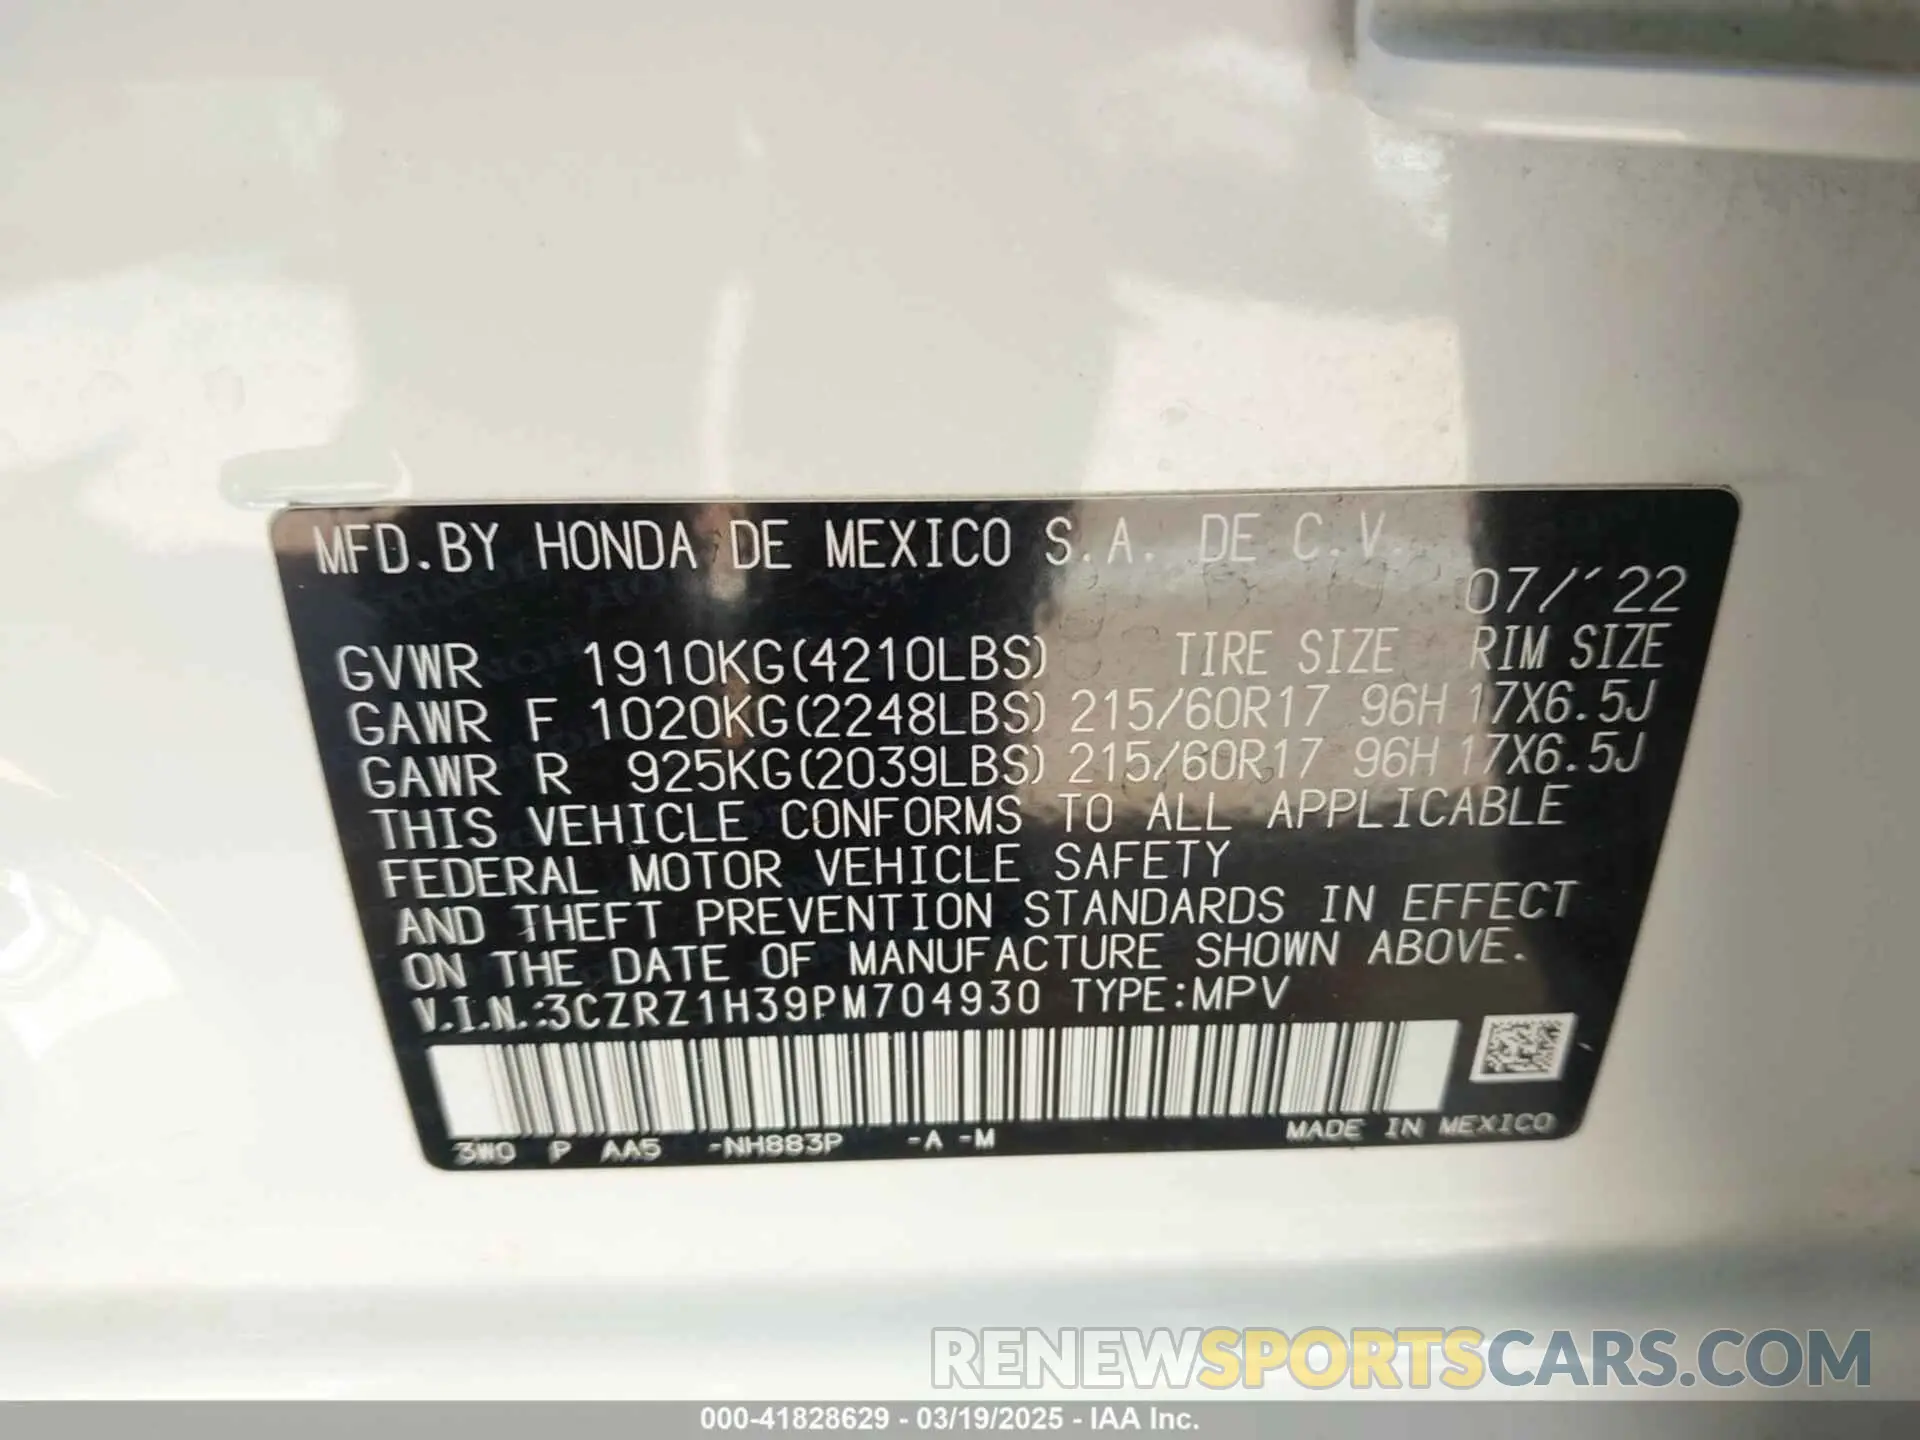 MFD.BY HONDA DE MEXICO S.A. DE C.V.
07/'22
GVWR 1910KG(4210LBS) TIRE SIZE RIM SIZE
GAWR F 1020KG(2248LBS) 215/60R17 96H 17X6.5J
GAWR R 925KG(2039LBS) 215/60R17 96H 17X6.5J
THIS VEHICLE CONFORMS TO ALL APPLICABLE
FEDERAL MOTOR VEHICLE SAFETY
AND THEFT PREVENTION STANDARDS IN EFFECT
ON THE DATE OF MANUFACTURE SHOWN ABOVE.
V.I.N.:3CZRZ1H39PM704930 TYPE:MPV
3W0 P AA5 -NH883P -A -M MADE IN MEXICO
RENEWSPORTSCARS.COM
000-41828629 - 03/19/2025 - IAA Inc.